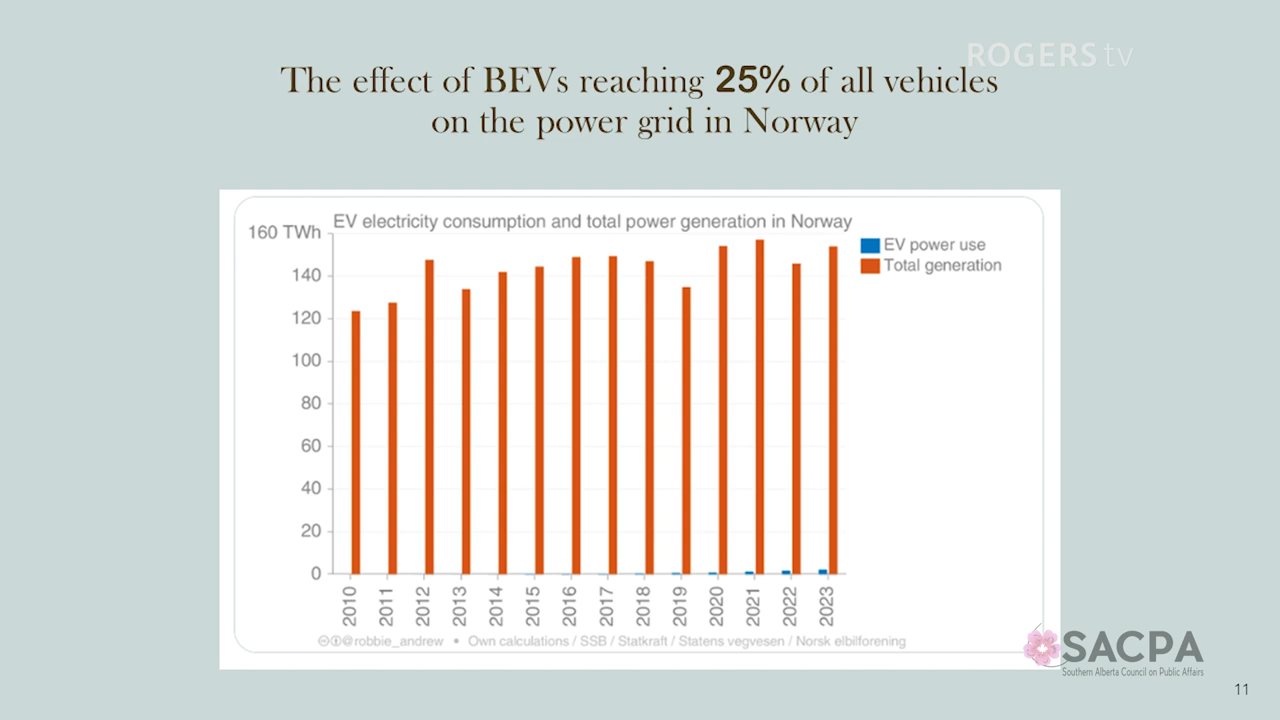 ROGERS tv
The effect of BEVs reaching 25% of all vehicles
on the power grid in Norway
EV electricity consumption and total power generation in Norway
160 TWh
140
120
100
80
60
40
20
0
EV power use
Total generation
2010 2011 2012 2013 2014 2015 2016 2017 2018 2019 2020 2021 2022 2023
@robbie_andrew • Own calculations / SSB / Statkraft / Statens vegvesen / Norsk elbilforening
SACPA
Southern Alberta Council on Public Affairs
11